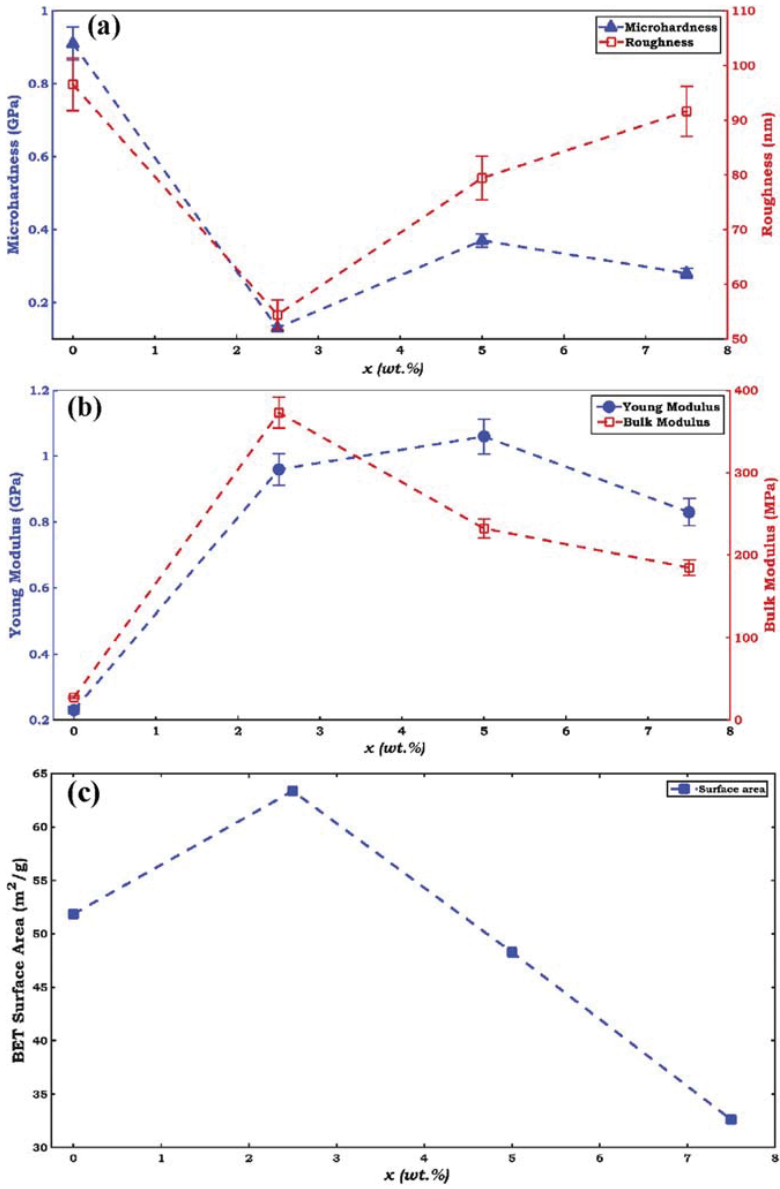 (a)
Microhardness
Roughness
Microhardness (GPa)
1
0.8
0.6
0.4
0.2
Roughness (nm)
110
100
90
80
70
60
50
0 1 2 3 4 5 6 7 8
x (wt.%)
(b)
Young Modulus
Bulk Modulus
Young Modulus (GPa)
1.2
1
0.8
0.6
0.4
0.2
Bulk Modulus (MPa)
400
300
200
100
0
0 1 2 3 4 5 6 7 8
x (wt.%)
(c)
Surface area
BET Surface Area (m²/g)
65
60
55
50
45
40
35
30
0 1 2 3 4 5 6 7 8
x (wt.%)